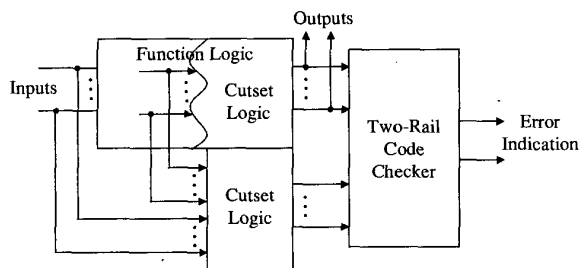 Outputs
Function Logic
Inputs
Cutset
Logic
Two-Rail
Code
Checker
Error
Indication
Cutset
Logic